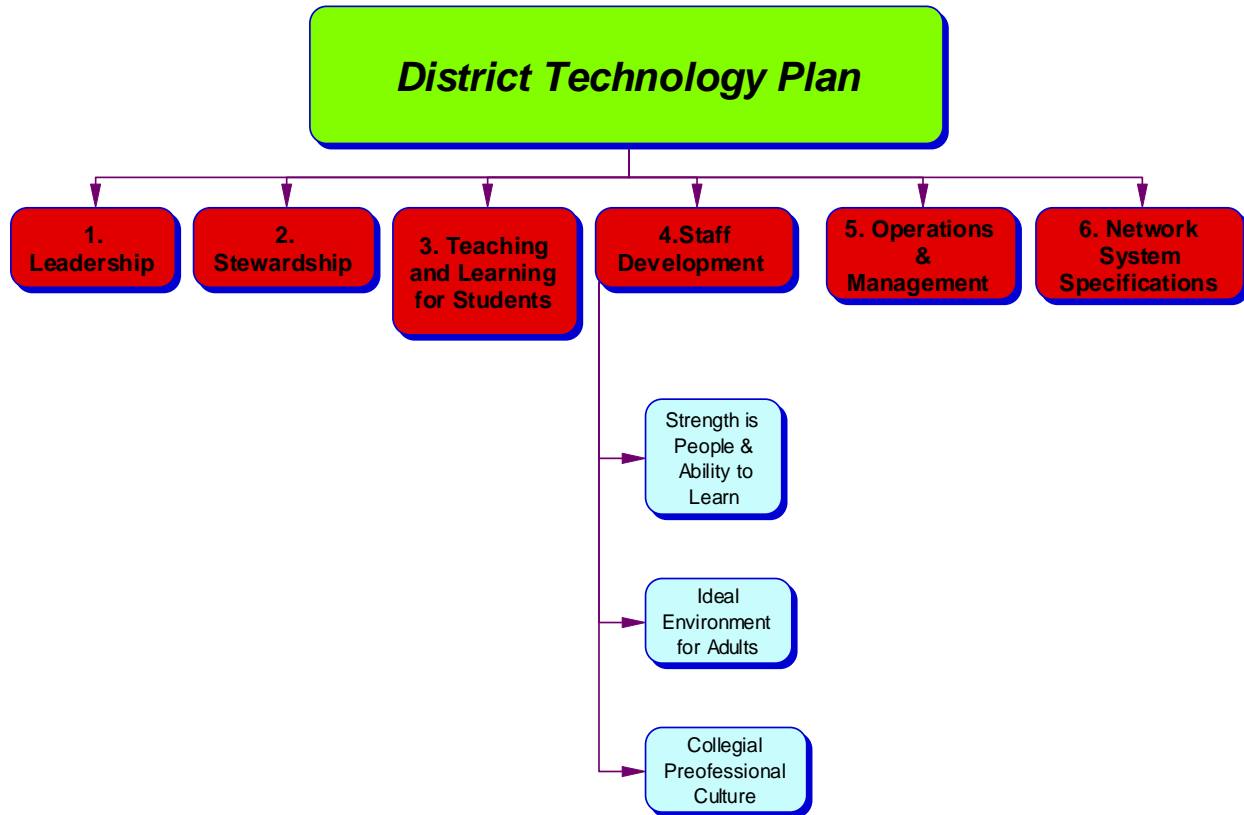 District Technology Plan
1.
Leadership
2.
Stewardship
3. Teaching
and Learning
for Students
4.Staff
Development
5. Operations
&
Management
6. Network
System
Specifications
Strength is
People &
Ability to
Learn
Ideal
Environment
for Adults
Collegial
Preofessional
Culture